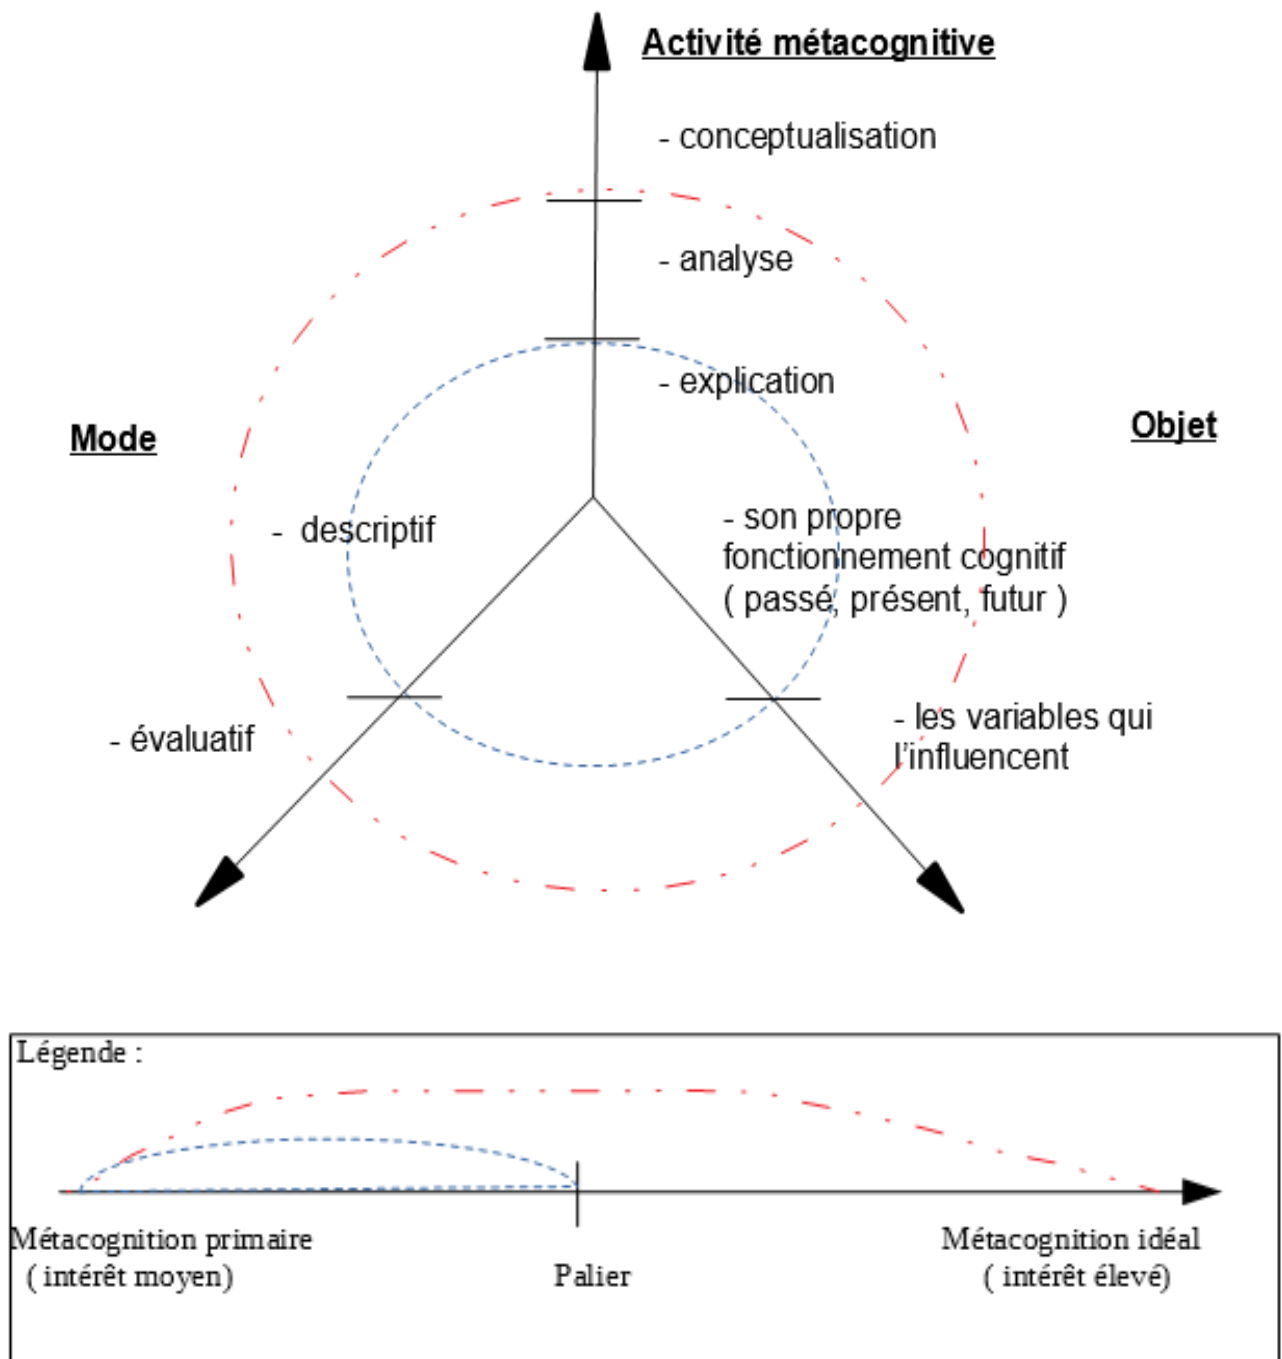 Activité métacognitive
- conceptualisation
- analyse
- explication
Mode
Objet
- descriptif
- son propre
fonctionnement cognitif
( passé, présent, futur )
- évaluatif
- les variables qui
l'influencent
Légende :
Métacognition primaire
( intérêt moyen)
Palier
Métacognition idéal
( intérêt élevé)